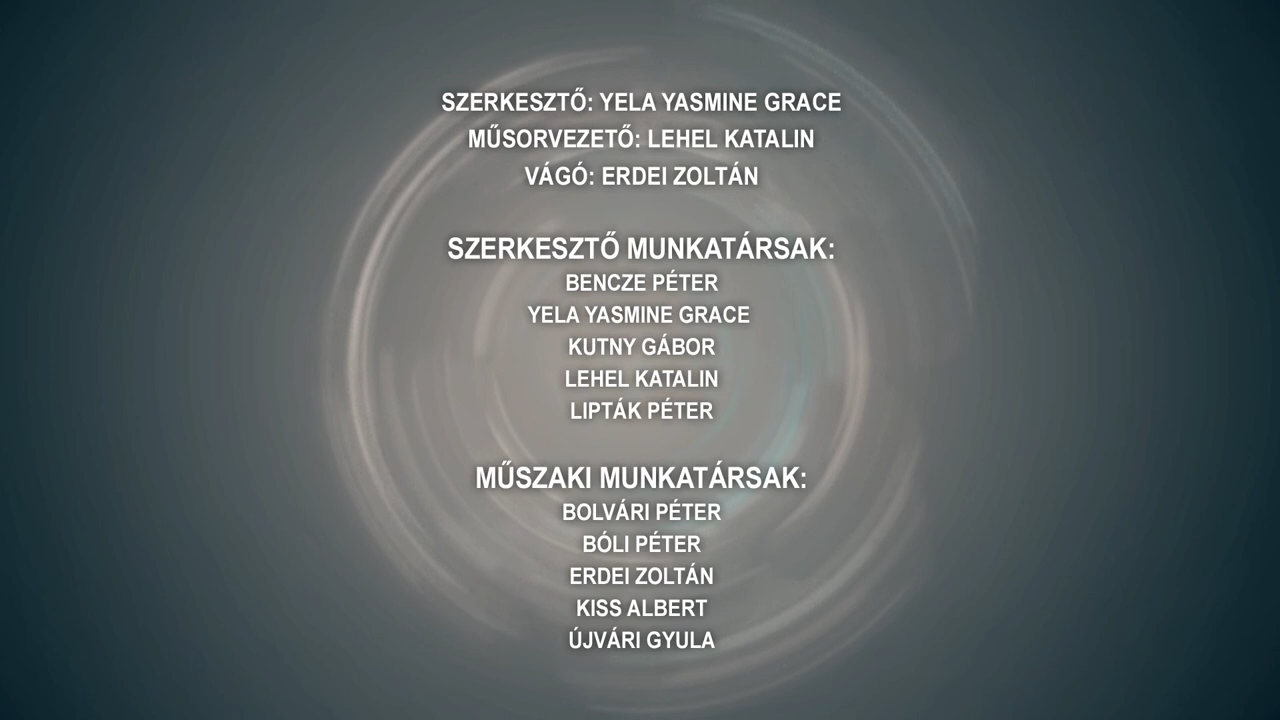 SZERKESZTŐ: YELA YASMINE GRACE
MŰSORVEZETŐ: LEHEL KATALIN
VÁGÓ: ERDEI ZOLTÁN
SZERKESZTŐ MUNKATÁRSAK:
BENCZE PÉTER
YELA YASMINE GRACE
KUTNY GÁBOR
LEHEL KATALIN
LIPTÁK PÉTER
MŰSZAKI MUNKATÁRSAK:
BOLVÁRI PÉTER
BÓLI PÉTER
ERDEI ZOLTÁN
KISS ALBERT
ÚJVÁRI GYULA